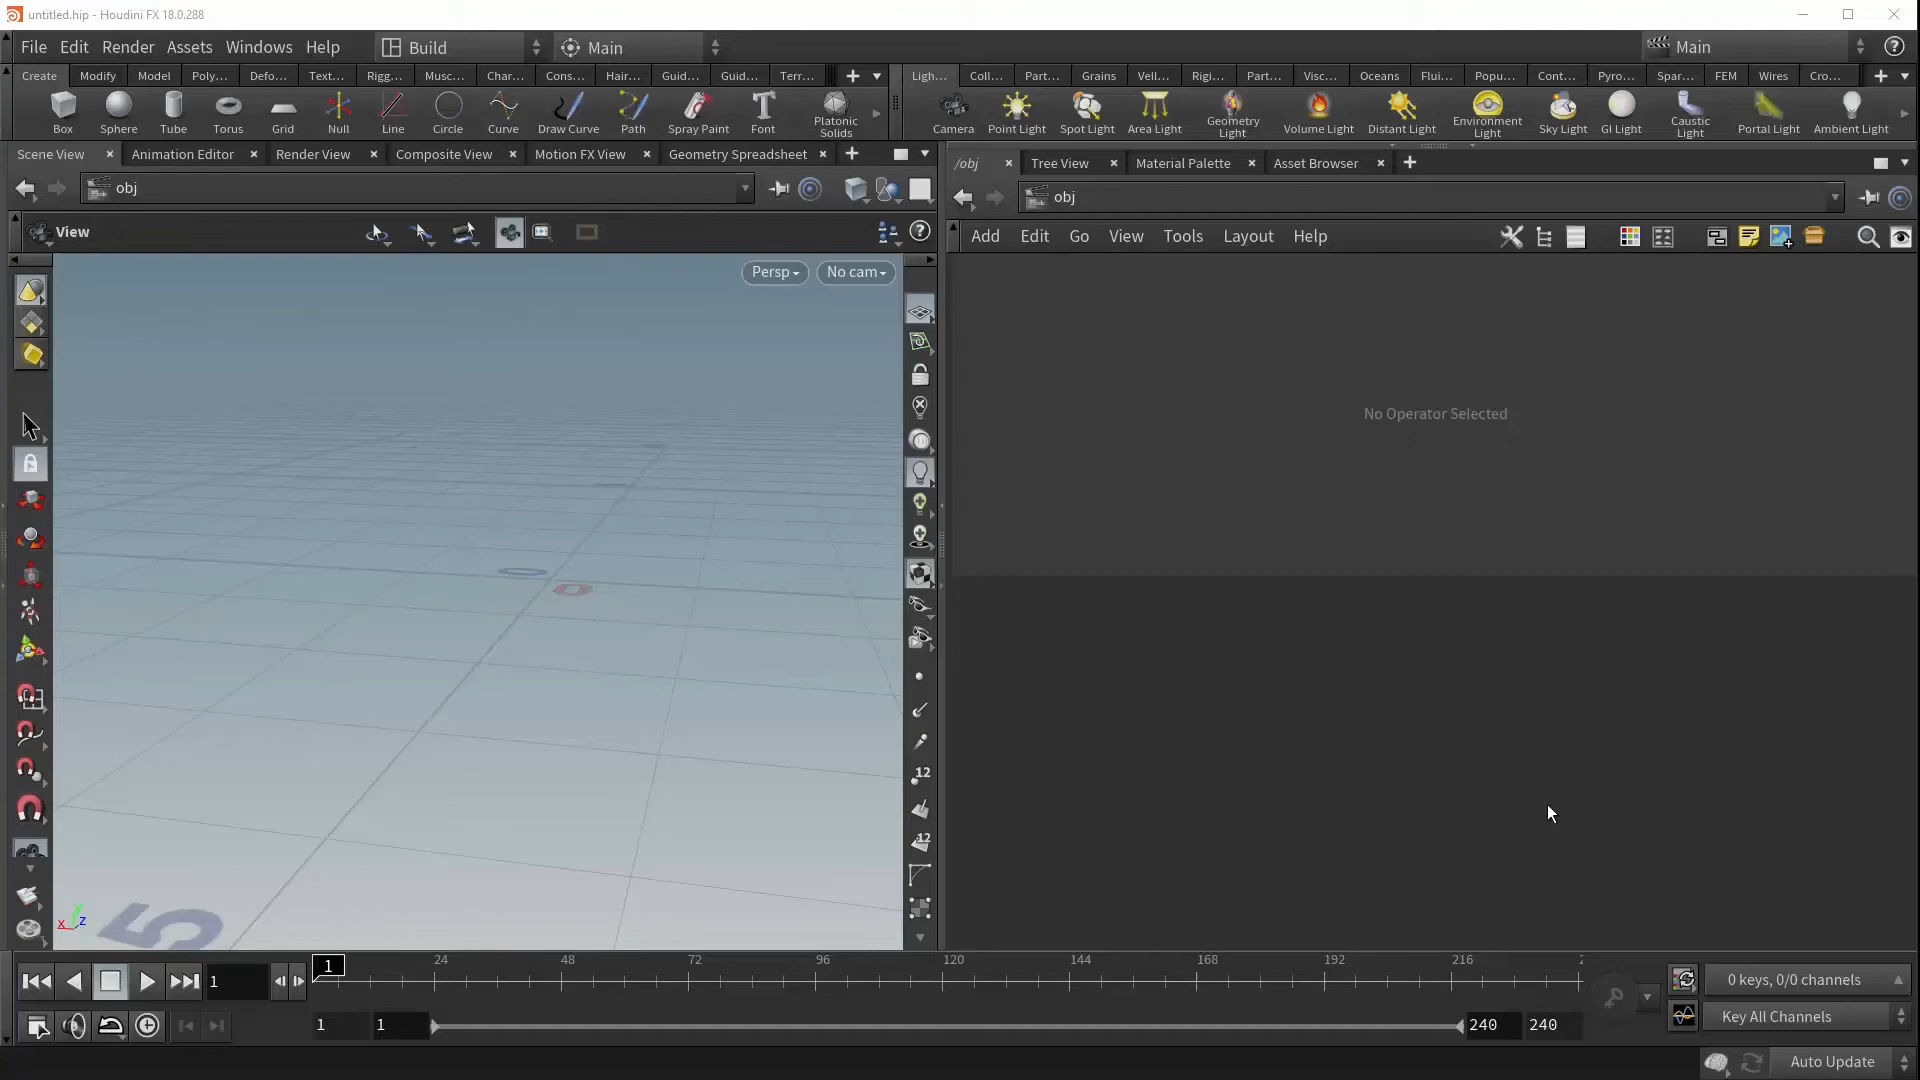 untitled.hip - Houdini FX 18.0.288
File Edit Render Assets Windows Help Build Main Main
Create Modify Model Poly... Defo... Text... Rigg... Musc... Char... Cons... Hair... Guid... Guid... Terr...
Ligh... Coll... Part... Grains Vell... Rigi... Part... Visc... Oceans Flui... Popu... Cont... Pyro... Spar... FEM Wires Cro...
Box Sphere Tube Torus Grid Null Line Circle Curve Draw Curve Path Spray Paint Font Platonic Solids
Camera Point Light Spot Light Area Light Geometry Light Volume Light Distant Light Environment Light Sky Light GI Light Caustic Light Portal Light Ambient Light
Scene View Animation Editor Render View Composite View Motion FX View Geometry Spreadsheet
/obj Tree View Material Palette Asset Browser
obj
obj
View
Add Edit Go View Tools Layout Help
Persp No cam
No Operator Selected
0
0
5
12
12
x y z
1 1 24 48 72 96 120 144 168 192 216 2
0 keys, 0/0 channels
1 1 240 240
Key All Channels
Auto Update